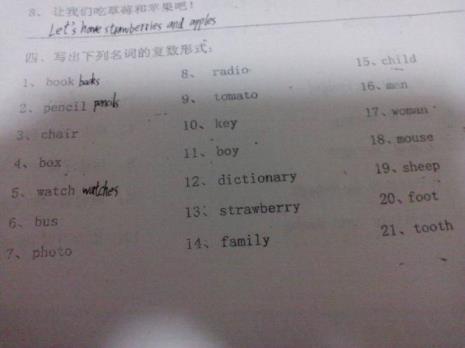 8、让我们吃草莓和苹果吧！
Let's have strawberries and apples
四、写出下列名词的复数形式：
1、book books
2、pencil pencils
3、chair
4、box
5、watch watches
6、bus
7、photo
8、radio
9、tomato
10、key
11、boy
12、dictionary
13、strawberry
14、family
15、child
16、man
17、woman
18、mouse
19、sheep
20、foot
21、tooth